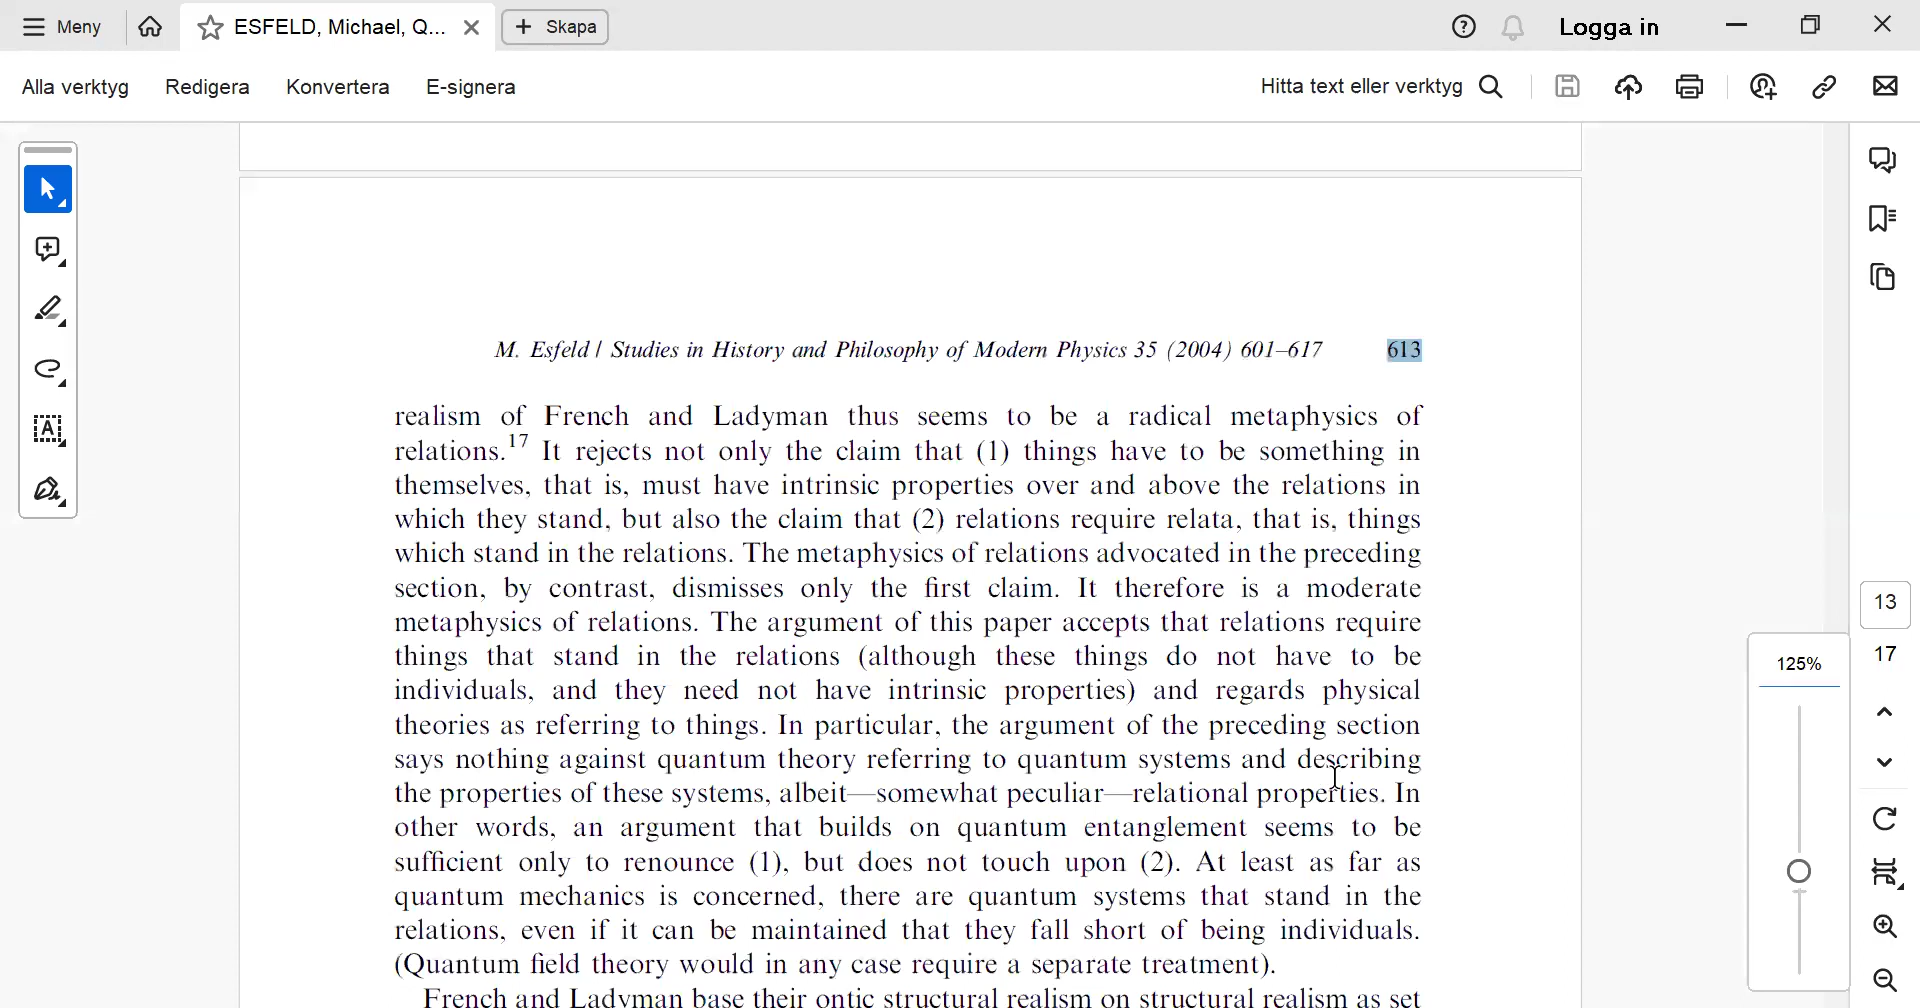 Meny
ESFELD, Michael, Q...
Skapa
Logga in
Alla verktyg
Redigera
Konvertera
E-signera
Hitta text eller verktyg
M. Esfeld / Studies in History and Philosophy of Modern Physics 35 (2004) 601–617 613
realism of French and Ladyman thus seems to be a radical metaphysics of
relations.17 It rejects not only the claim that (1) things have to be something in
themselves, that is, must have intrinsic properties over and above the relations in
which they stand, but also the claim that (2) relations require relata, that is, things
which stand in the relations. The metaphysics of relations advocated in the preceding
section, by contrast, dismisses only the first claim. It therefore is a moderate
metaphysics of relations. The argument of this paper accepts that relations require
things that stand in the relations (although these things do not have to be
individuals, and they need not have intrinsic properties) and regards physical
theories as referring to things. In particular, the argument of the preceding section
says nothing against quantum theory referring to quantum systems and describing
the properties of these systems, albeit—somewhat peculiar—relational properties. In
other words, an argument that builds on quantum entanglement seems to be
sufficient only to renounce (1), but does not touch upon (2). At least as far as
quantum mechanics is concerned, there are quantum systems that stand in the
relations, even if it can be maintained that they fall short of being individuals.
(Quantum field theory would in any case require a separate treatment).
French and Ladyman base their ontic structural realism on structural realism as set
13
17
125%